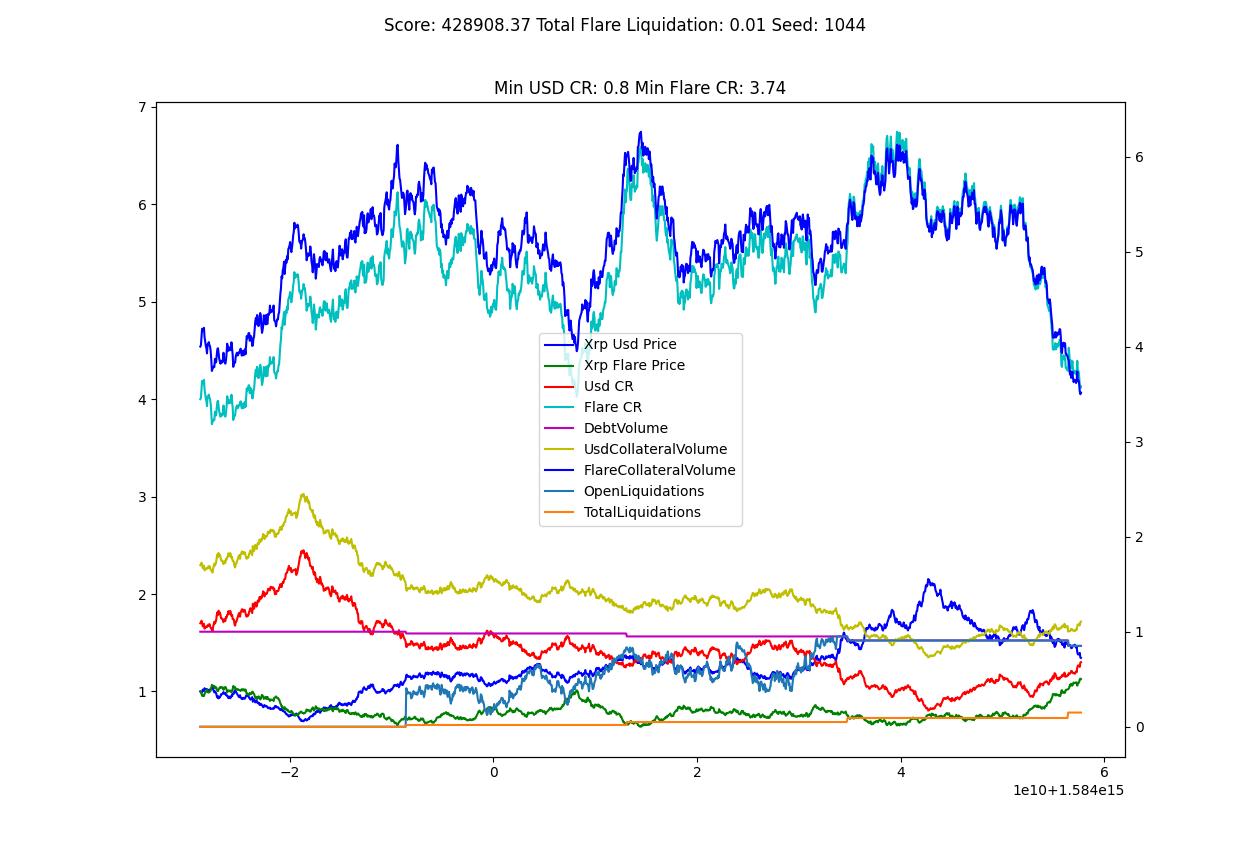 Score: 428908.37 Total Flare Liquidation: 0.01 Seed: 1044
Min USD CR: 0.8 Min Flare CR: 3.74
7
6
5
4
3
2
1
6
5
4
3
2
1
0
Xrp Usd Price
Xrp Flare Price
Usd CR
Flare CR
DebtVolume
UsdCollateralVolume
FlareCollateralVolume
OpenLiquidations
TotalLiquidations
−2
0
2
4
6
1e10+1.584e15